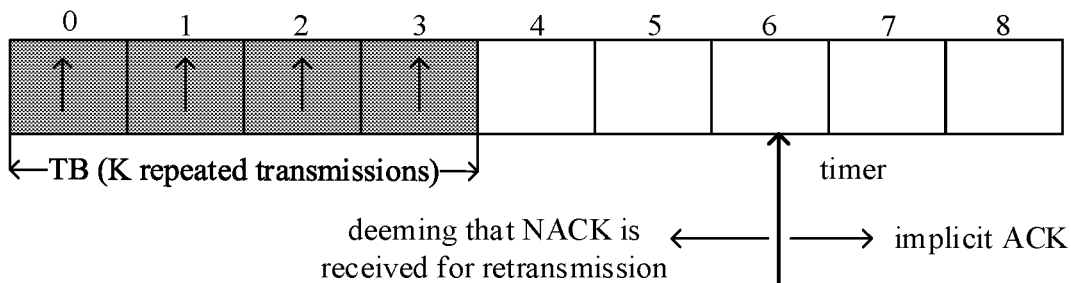 0 1 2 3 4 5 6 7 8
TB (K repeated transmissions)
timer
deeming that NACK is
received for retransmission
implicit ACK